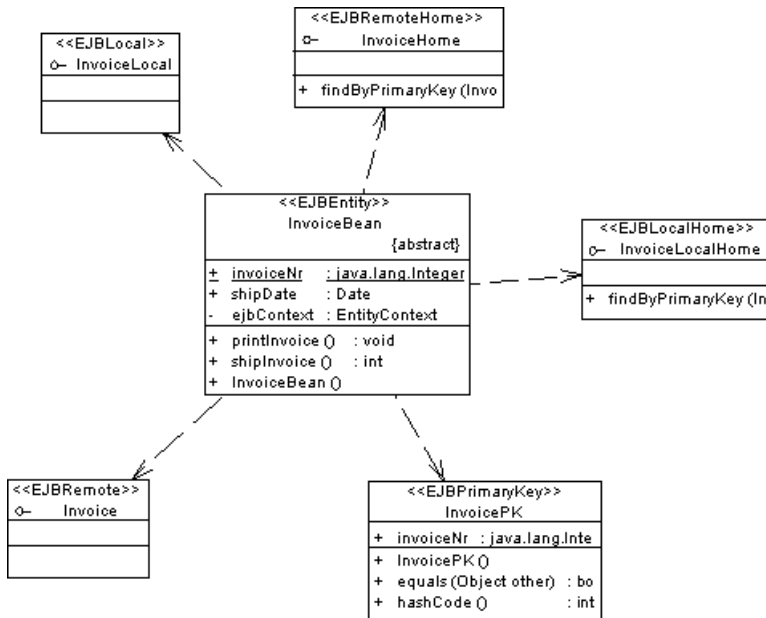 <<EJBLocal>>
InvoiceLocal
<<EJBRemoteHome>>
InvoiceHome
+ findByPrimaryKey (Invo
<<EJBEntity>>
InvoiceBean
{abstract}
+ invoiceNr : java.lang.Integer
+ shipDate : Date
- ejbContext : EntityContext
+ printInvoice () : void
+ shipInvoice () : int
+ InvoiceBean ()
<<EJBLocalHome>>
InvoiceLocalHome
+ findByPrimaryKey (In
<<EJBRemote>>
Invoice
<<EJBPrimaryKey>>
InvoicePK
+ invoiceNr : java.lang.Inte
+ InvoicePK ()
+ equals (Object other) : bo
+ hashCode () : int